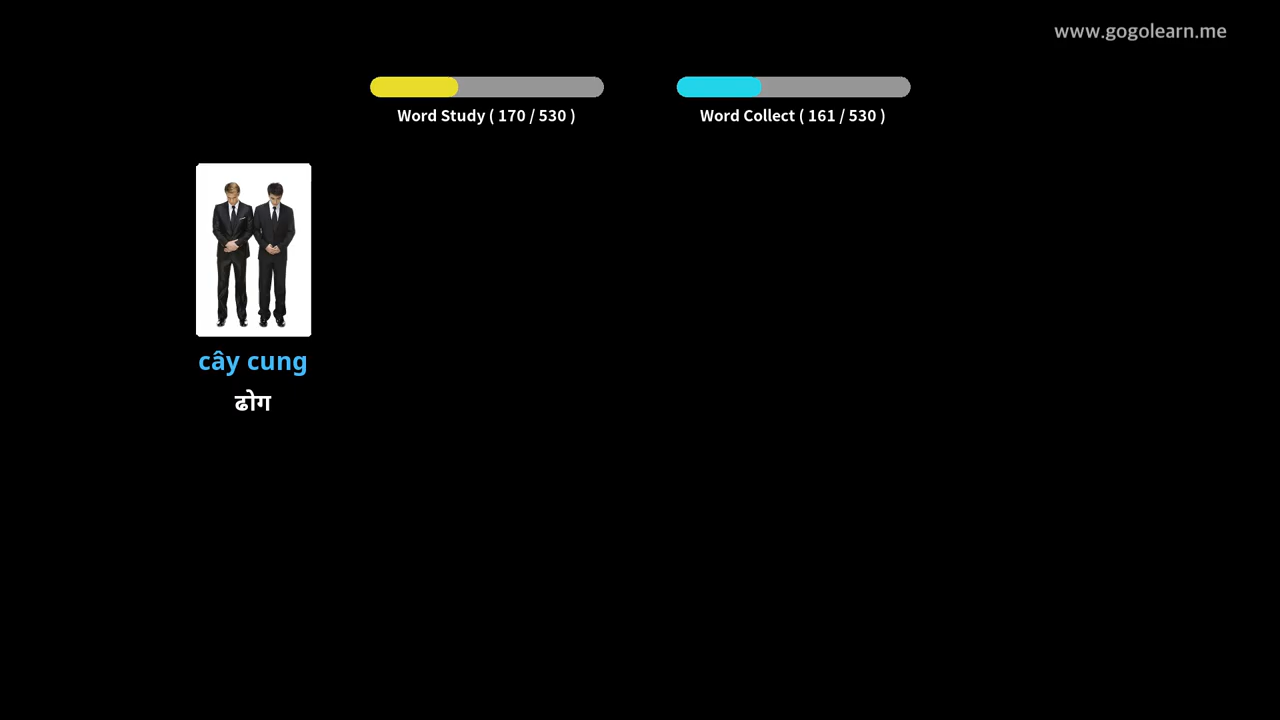 www.gogolearn.me
Word Study ( 170 / 530 )
Word Collect ( 161 / 530 )
cây cung
ढोग